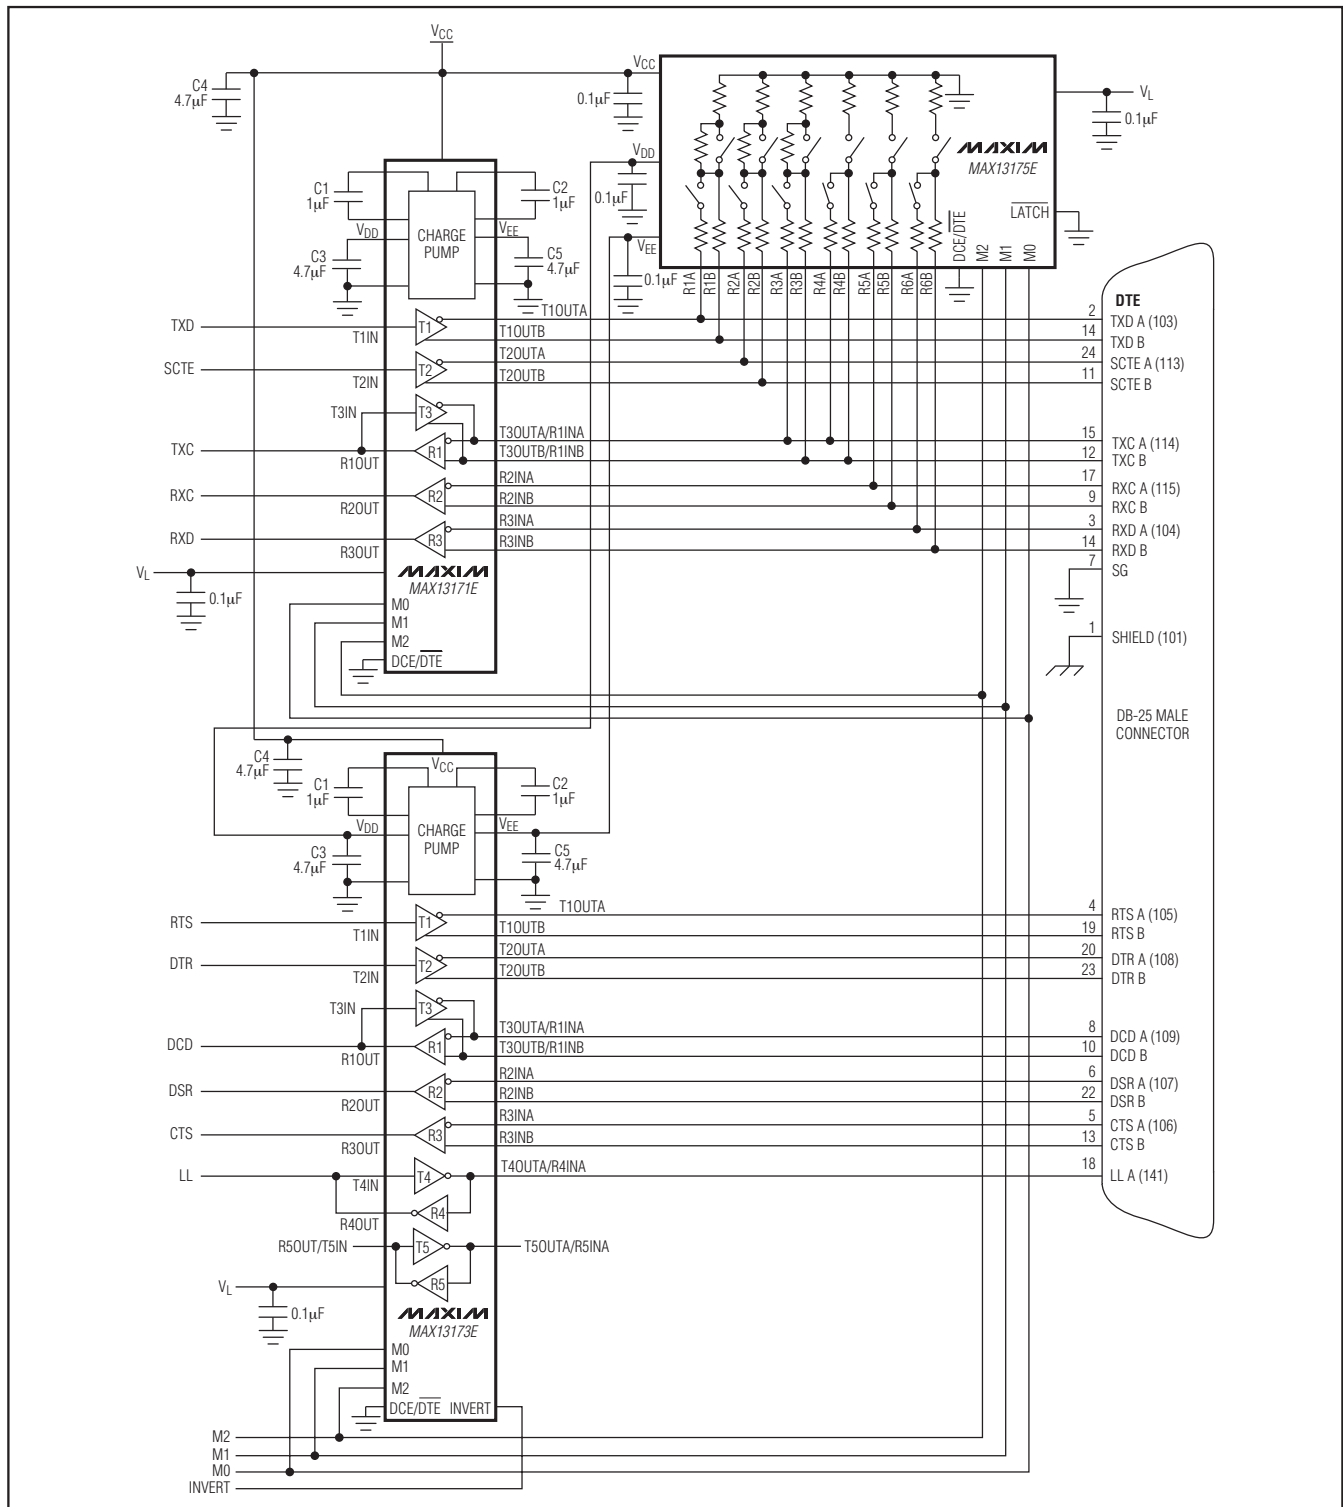 VCC
C4
4.7µF
VCC
0.1µF
VL
0.1µF
MAXIM
MAX13175E
VDD
0.1µF
LATCH
C1
1µF
C2
1µF
VDD
CHARGE
PUMP
VEE
C3
4.7µF
C5
4.7µF
VEE
0.1µF
R1A
R1B
R2A
R2B
R3A
R3B
R4A
R4B
R5A
R5B
R6A
R6B
DCE/DTE
M2
M1
M0
DTE
TXD
T1IN
T1
T1OUTA
2
TXD A (103)
T1OUTB
14
TXD B
SCTE
T2IN
T2
T2OUTA
24
SCTE A (113)
T2OUTB
11
SCTE B
T3IN
T3
TXC
R1OUT
R1
T3OUTA/R1INA
15
TXC A (114)
T3OUTB/R1INB
12
TXC B
RXC
R2OUT
R2
R2INA
17
RXC A (115)
R2INB
9
RXC B
RXD
R3OUT
R3
R3INA
3
RXD A (104)
R3INB
14
RXD B
7
SG
VL
0.1µF
MAXIM
MAX13171E
M0
M1
M2
DCE/DTE
1
SHIELD (101)
DB-25 MALE
CONNECTOR
C4
4.7µF
VCC
C1
1µF
C2
1µF
VDD
CHARGE
PUMP
VEE
C3
4.7µF
C5
4.7µF
RTS
T1IN
T1
T1OUTA
4
RTS A (105)
T1OUTB
19
RTS B
DTR
T2IN
T2
T2OUTA
20
DTR A (108)
T2OUTB
23
DTR B
T3IN
T3
DCD
R1OUT
R1
T3OUTA/R1INA
8
DCD A (109)
T3OUTB/R1INB
10
DCD B
DSR
R2OUT
R2
R2INA
6
DSR A (107)
R2INB
22
DSR B
CTS
R3OUT
R3
R3INA
5
CTS A (106)
R3INB
13
CTS B
LL
T4IN
T4
T4OUTA/R4INA
18
LL A (141)
R4OUT
R4
R5OUT/T5IN
T5
T5OUTA/R5INA
R5
VL
0.1µF
MAXIM
MAX13173E
M0
M1
M2
DCE/DTE INVERT
M2
M1
M0
INVERT